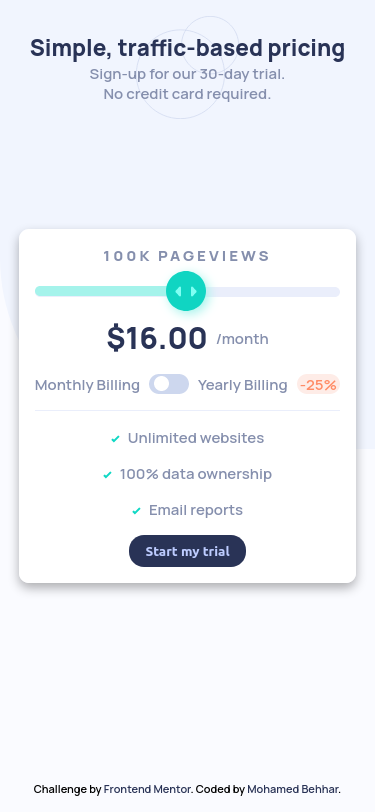 Simple, traffic-based pricing
Sign-up for our 30-day trial.
No credit card required.
100K PAGEVIEWS
$16.00 /month
Monthly Billing Yearly Billing -25%
Unlimited websites
100% data ownership
Email reports
Start my trial
Challenge by Frontend Mentor. Coded by Mohamed Behhar.